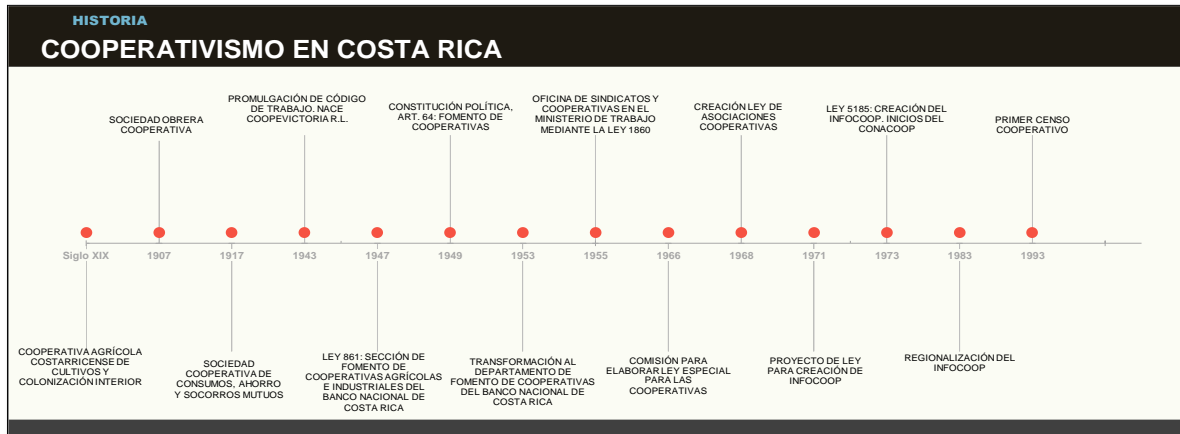 HISTORIA
COOPERATIVISMO EN COSTA RICA
SOCIEDAD OBRERA
COOPERATIVA
PROMULGACIÓN DE CÓDIGO
DE TRABAJO. NACE
COOPEVICTORIA R.L.
CONSTITUCIÓN POLÍTICA,
ART. 64: FOMENTO DE
COOPERATIVAS
OFICINA DE SINDICATOS Y
COOPERATIVAS EN EL
MINISTERIO DE TRABAJO
MEDIANTE LA LEY 1860
CREACIÓN LEY DE
ASOCIACIONES
COOPERATIVAS
LEY 5185: CREACIÓN DEL
INFOCOOP. INICIOS DEL
CONACOOP
PRIMER CENSO
COOPERATIVO
Siglo XIX 1907 1917 1943 1947 1949 1953 1955 1966 1968 1971 1973 1983 1993
COOPERATIVA AGRÍCOLA
COSTARRICENSE DE
CULTIVOS Y
COLONIZACIÓN INTERIOR
SOCIEDAD
COOPERATIVA DE
CONSUMOS, AHORRO
Y SOCORROS MUTUOS
LEY 861: SECCIÓN DE
FOMENTO DE
COOPERATIVAS AGRÍCOLAS
E INDUSTRIALES DEL
BANCO NACIONAL DE
COSTA RICA
TRANSFORMACIÓN AL
DEPARTAMENTO DE
FOMENTO DE COOPERATIVAS
DEL BANCO NACIONAL DE
COSTA RICA
COMISIÓN PARA
ELABORAR LEY ESPECIAL
PARA LAS
COOPERATIVAS
PROYECTO DE LEY
PARA CREACIÓN DE
INFOCOOP
REGIONALIZACIÓN DEL
INFOCOOP